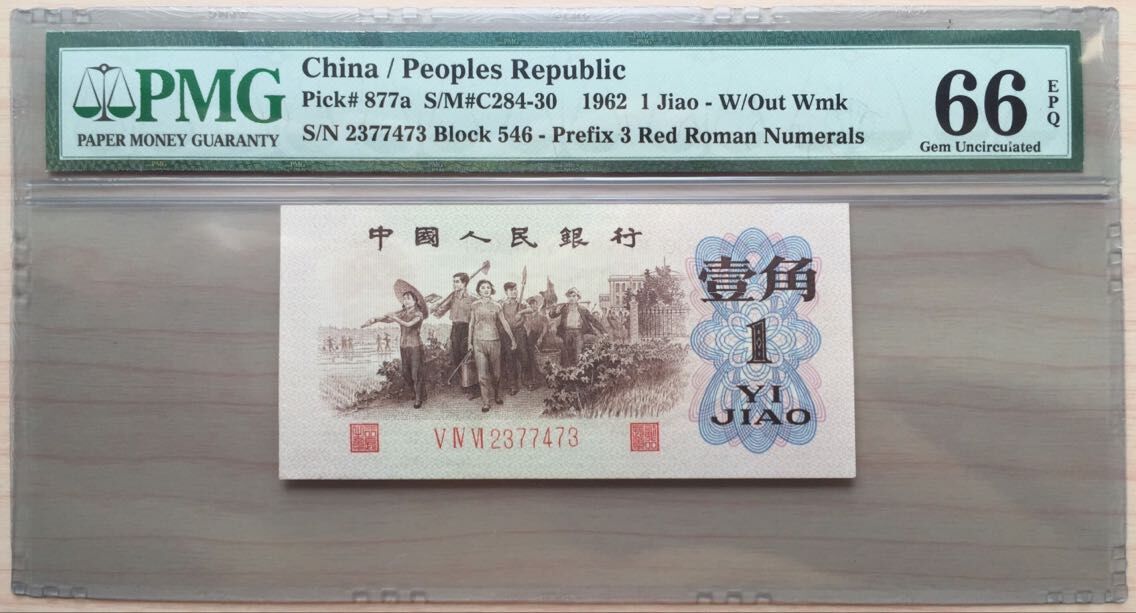 PMG
PAPER MONEY GUARANTY
China / Peoples Republic
Pick# 877a S/M#C284-30 1962 1 Jiao - W/Out Wmk
S/N 2377473 Block 546 - Prefix 3 Red Roman Numerals
66
EPQ
Gem Uncirculated
中國人民銀行
壹角
1
YI
JIAO
V IV VI 2377473